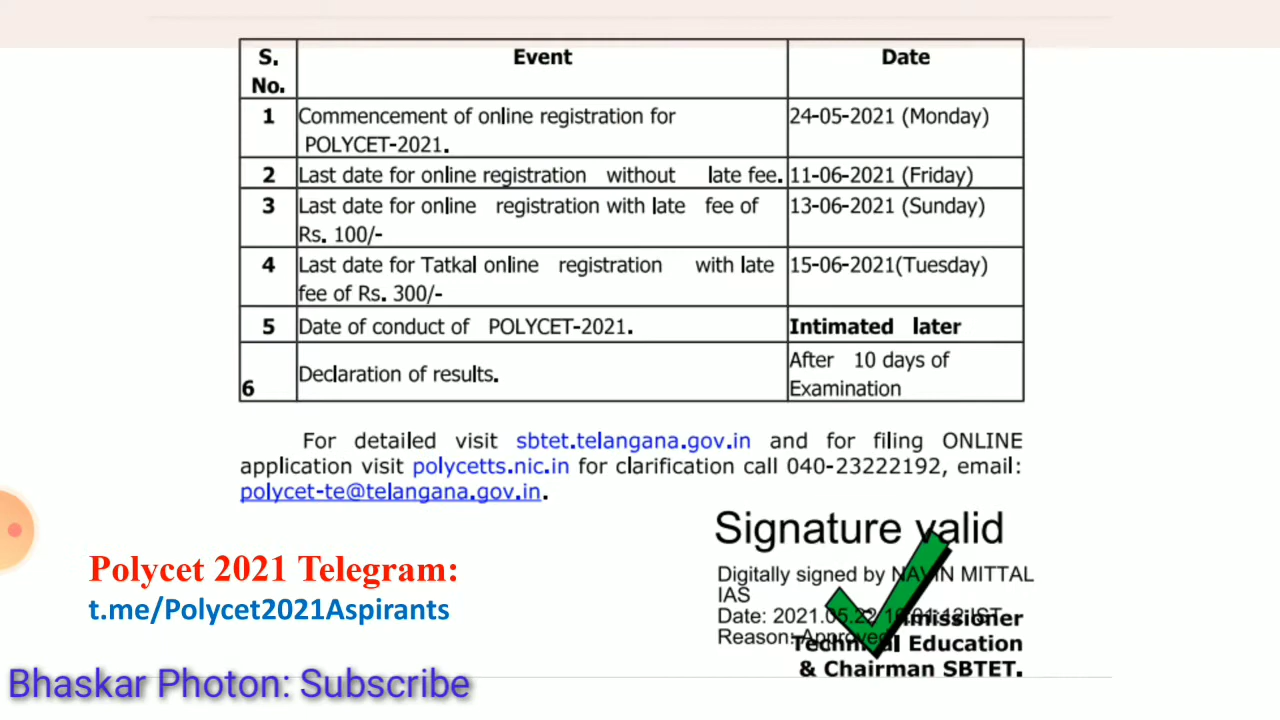 S. No. Event Date
1 Commencement of online registration for POLYCET-2021. 24-05-2021 (Monday)
2 Last date for online registration without late fee. 11-06-2021 (Friday)
3 Last date for online registration with late fee of Rs. 100/- 13-06-2021 (Sunday)
4 Last date for Tatkal online registration with late fee of Rs. 300/- 15-06-2021(Tuesday)
5 Date of conduct of POLYCET-2021. Intimated later
6 Declaration of results. After 10 days of Examination
For detailed visit sbtet.telangana.gov.in and for filing ONLINE
application visit polycetts.nic.in for clarification call 040-23222192, email:
polycet-te@telangana.gov.in.
Signature valid
Digitally signed by NAVIN MITTAL
IAS
Date: 2021.05.22 IST
Reason: Approved
Technical Education
& Chairman SBTET.
Polycet 2021 Telegram:
t.me/Polycet2021Aspirants
Bhaskar Photon: Subscribe